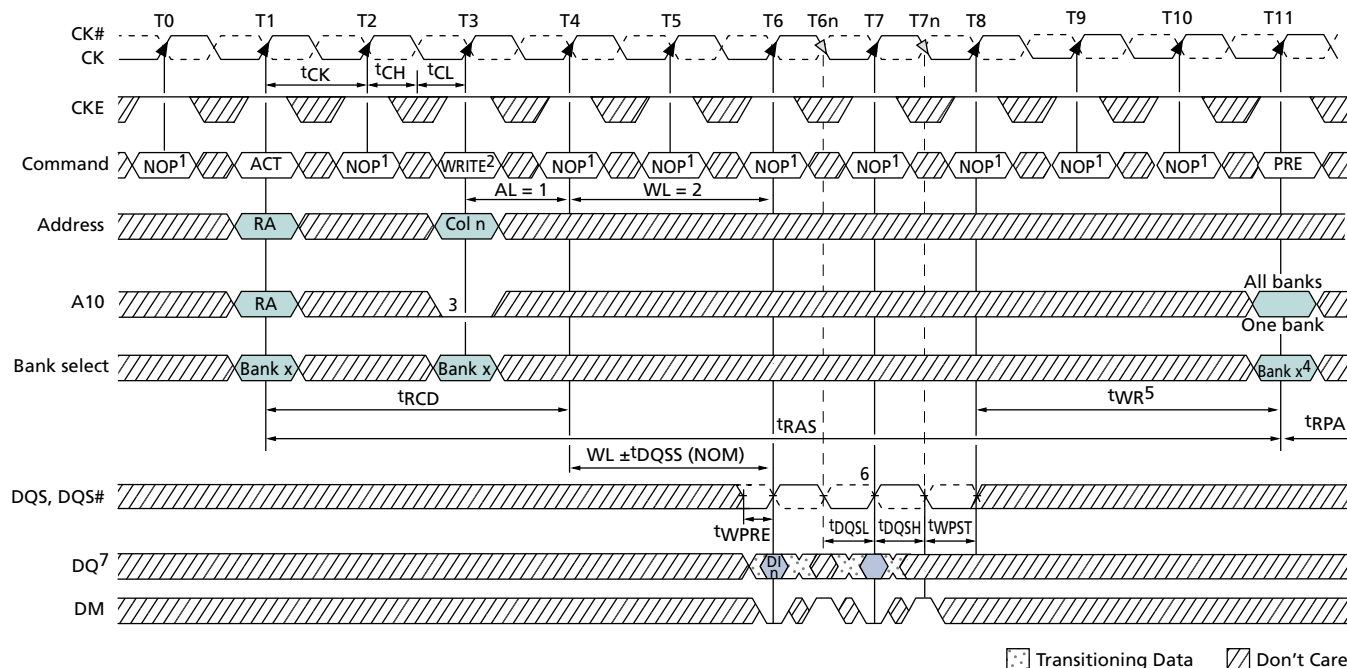 T0 T1 T2 T3 T4 T5 T6 T6n T7 T7n T8 T9 T10 T11
CK#
CK
tCK tCH tCL
CKE
Command NOP1 ACT NOP1 WRITE2 NOP1 NOP1 NOP1 NOP1 NOP1 NOP1 NOP1 PRE
AL = 1 WL = 2
Address RA Col n
All banks
A10 RA 3
One bank
Bank select Bank x Bank x Bank x4
tRCD tWR5
tRAS tRPA
WL ±tDQSS (NOM)
6
DQS, DQS#
tWPRE tDQSL tDQSH tWPST
DQ7 DI
n
DM
Transitioning Data Don't Care